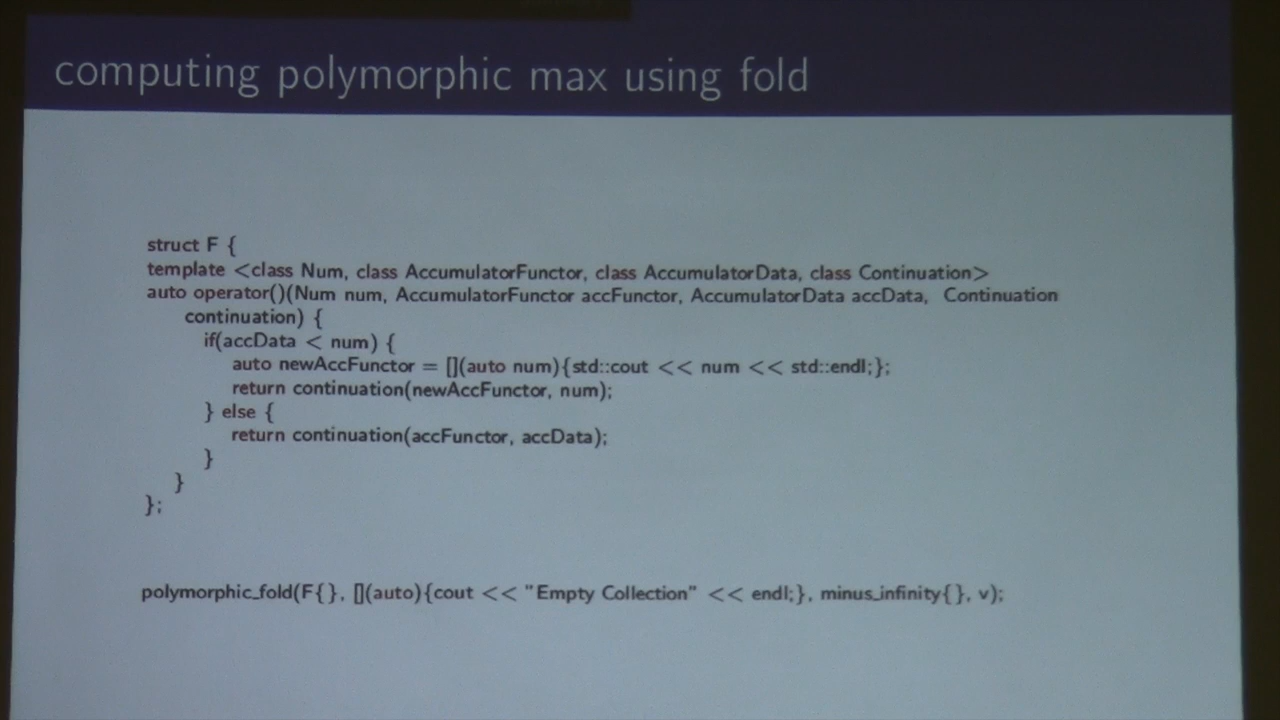 computing polymorphic max using fold
struct F {
template <class Num, class AccumulatorFunctor, class AccumulatorData, class Continuation>
auto operator()(Num num, AccumulatorFunctor accFunctor, AccumulatorData accData, Continuation
continuation) {
if(accData < num) {
auto newAccFunctor = [](auto num){std::cout << num << std::endl;};
return continuation(newAccFunctor, num);
} else {
return continuation(accFunctor, accData);
}
}
};
polymorphic_fold(F{}, [](auto){cout << "Empty Collection" << endl;}, minus_infinity{}, v);